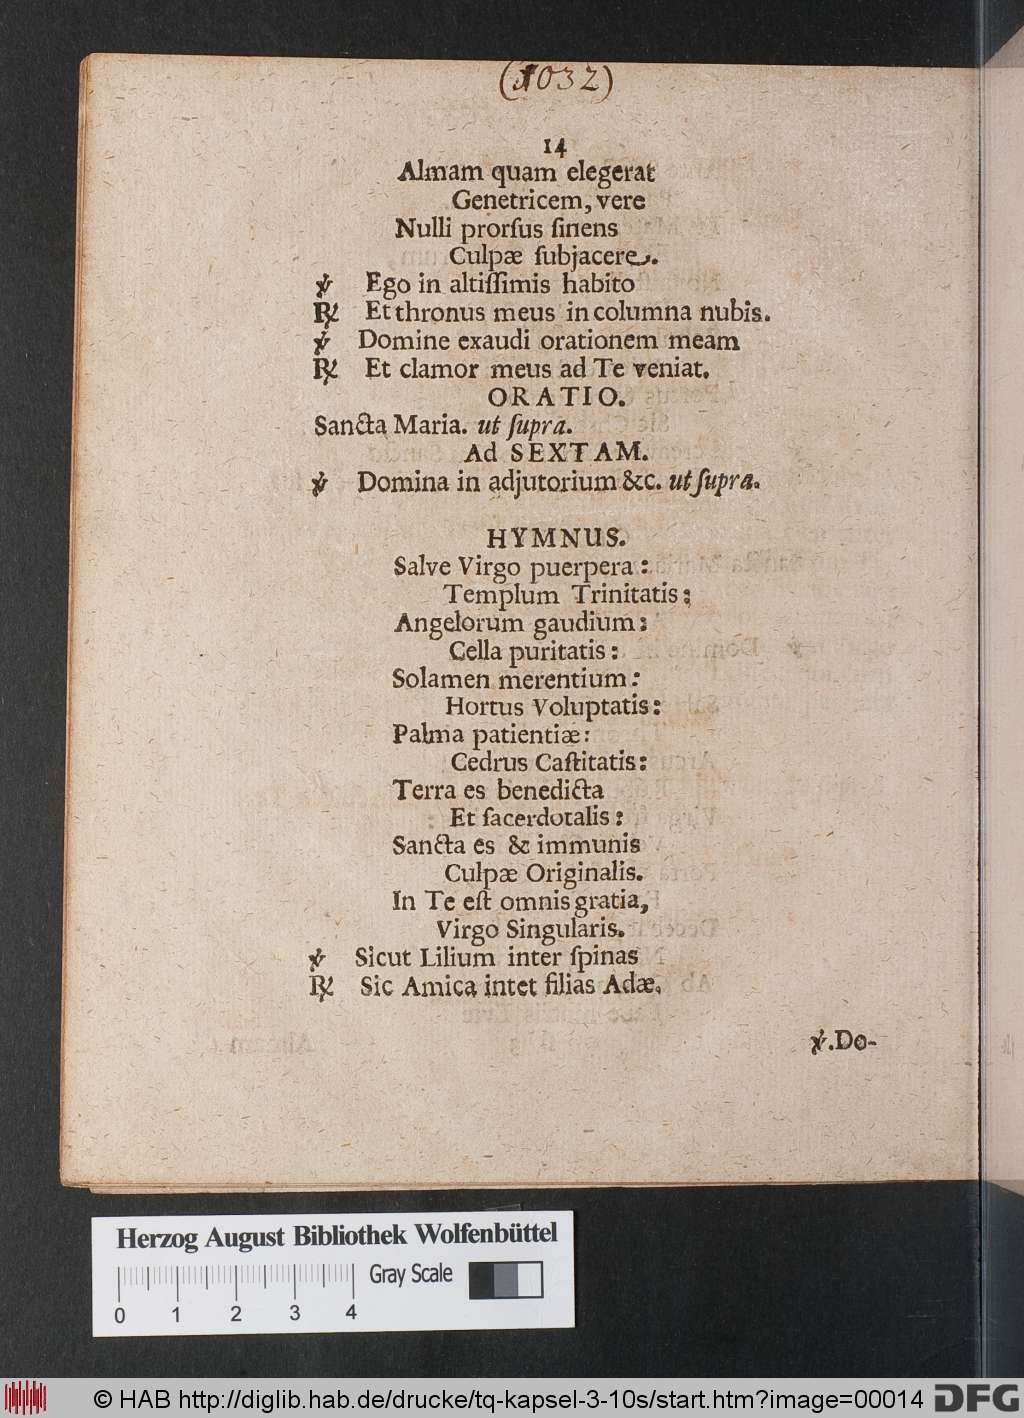 (1032)
14
Almam quam elegerat
Genetricem, vere
Nulli prorſus ſinens
Culpæ ſubjacere.
℣ Ego in altiſſimis habito
℟ Et thronus meus in columna nubis.
℣ Domine exaudi orationem meam
℟ Et clamor meus ad Te veniat.
ORATIO.
Sancta Maria. ut ſupra.
Ad SEXTAM.
℣ Domina in adjutorium &c. ut ſupra.
HYMNUS.
Salve Virgo puerpera:
Templum Trinitatis:
Angelorum gaudium:
Cella puritatis:
Solamen merentium:
Hortus Voluptatis:
Palma patientiæ:
Cedrus Caſtitatis:
Terra es benedicta
Et ſacerdotalis:
Sancta es & immunis
Culpæ Originalis.
In Te eſt omnis gratia,
Virgo Singularis.
℣ Sicut Lilium inter ſpinas
℟ Sic Amica intet filias Adæ.
℣.Do-
Herzog August Bibliothek Wolfenbüttel
Gray Scale
0 1 2 3 4
© HAB http://diglib.hab.de/drucke/tq-kapsel-3-10s/start.htm?image=00014
DFG